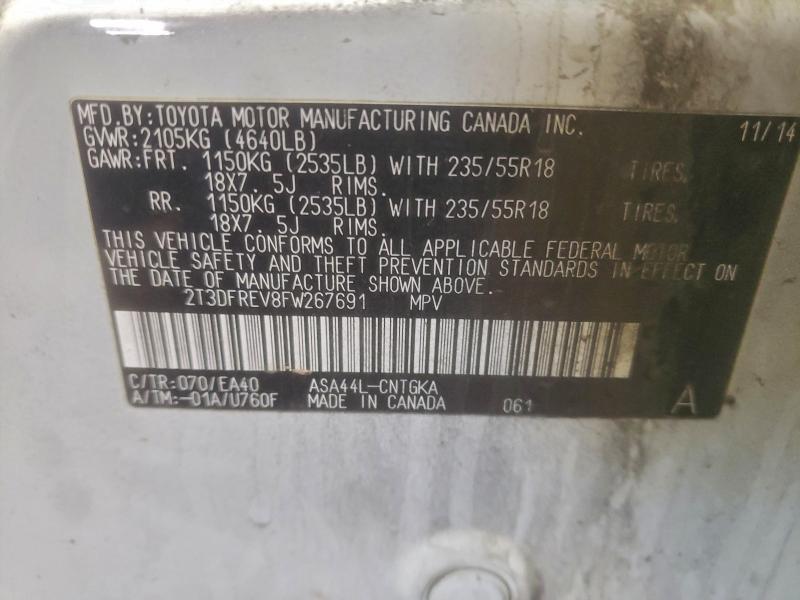 MFD.BY:TOYOTA MOTOR MANUFACTURING CANADA INC. 11/14
GVWR:2105KG (4640LB)
GAWR:FRT. 1150KG (2535LB) WITH 235/55R18 TIRES,
18X7.5J RIMS.
RR. 1150KG (2535LB) WITH 235/55R18 TIRES,
18X7.5J RIMS.
THIS VEHICLE CONFORMS TO ALL APPLICABLE FEDERAL MOTOR
VEHICLE SAFETY AND THEFT PREVENTION STANDARDS IN EFFECT ON
THE DATE OF MANUFACTURE SHOWN ABOVE.
2T3DFREV8FW267691 MPV
C/TR:070/EA40 ASA44L-CNTGKA
A/TM:-01A/U760F MADE IN CANADA 061 A